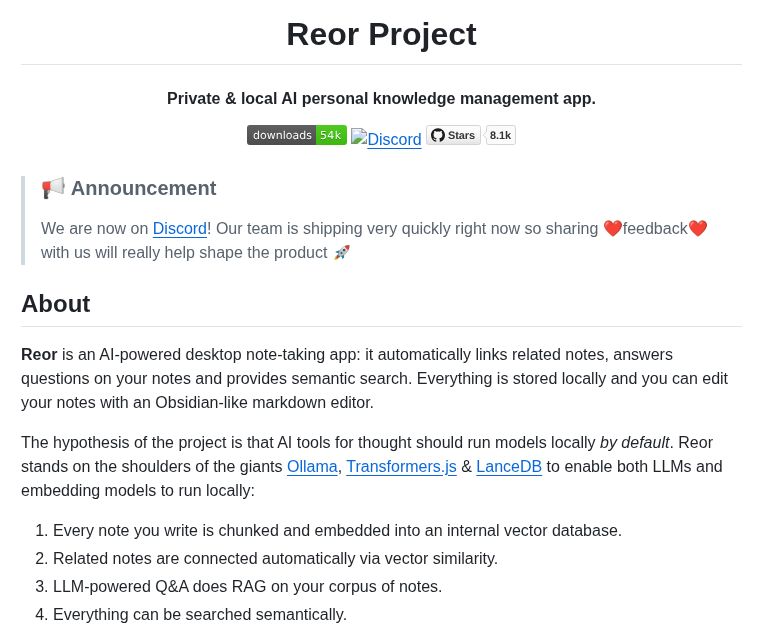 Reor Project
Private & local AI personal knowledge management app.
downloads 54k Discord Stars 8.1k
📢 Announcement
We are now on Discord! Our team is shipping very quickly right now so sharing ❤️feedback❤️
with us will really help shape the product 🚀
About
Reor is an AI-powered desktop note-taking app: it automatically links related notes, answers
questions on your notes and provides semantic search. Everything is stored locally and you can edit
your notes with an Obsidian-like markdown editor.
The hypothesis of the project is that AI tools for thought should run models locally by default. Reor
stands on the shoulders of the giants Ollama, Transformers.js & LanceDB to enable both LLMs and
embedding models to run locally:
1. Every note you write is chunked and embedded into an internal vector database.
2. Related notes are connected automatically via vector similarity.
3. LLM-powered Q&A does RAG on your corpus of notes.
4. Everything can be searched semantically.